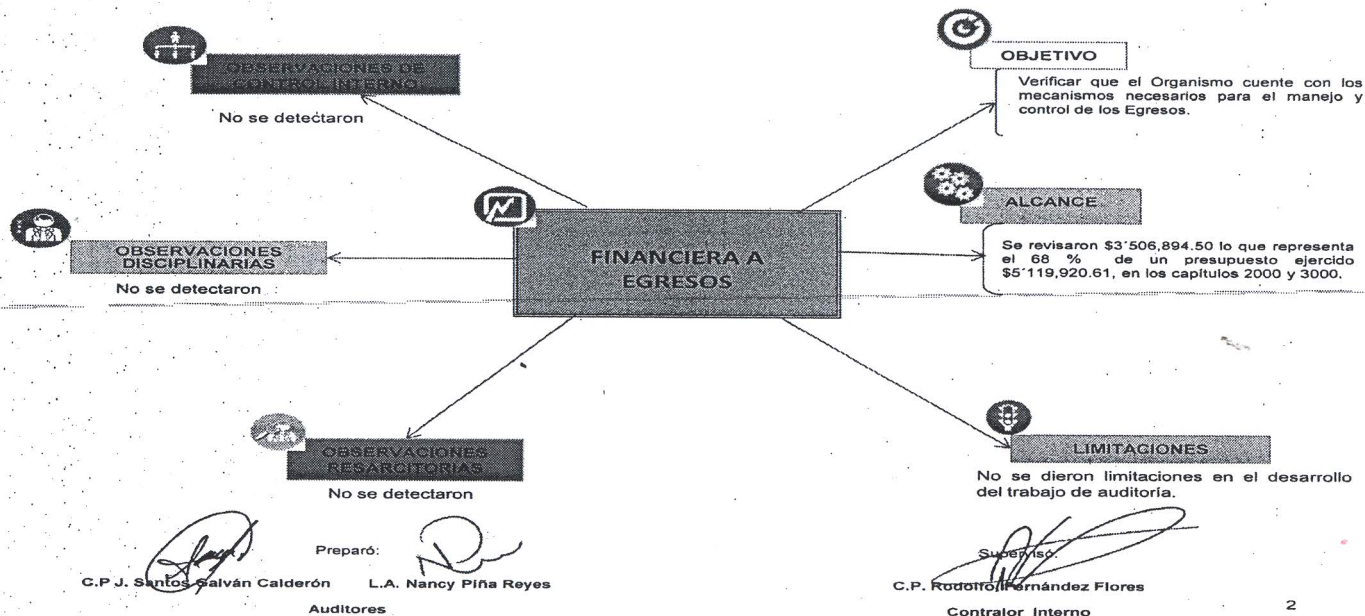 OBSERVACIONES DE
CONTROL INTERNO
No se detectaron
OBJETIVO
Verificar que el Organismo cuente con los
mecanismos necesarios para el manejo y
control de los Egresos.
OBSERVACIONES
DISCIPLINARIAS
No se detectaron
FINANCIERA A
EGRESOS
ALCANCE
Se revisaron $3´506,894.50 lo que representa
el 68 % de un presupuesto ejercido
$5´119,920.61, en los capítulos 2000 y 3000.
OBSERVACIONES
RESARCITORIAS
No se detectaron
LIMITACIONES
No se dieron limitaciones en el desarrollo
del trabajo de auditoría.
Preparó:
C.P J. Santos Galván Calderón L.A. Nancy Piña Reyes
Auditores
Supervisó:
C.P. Rodolfo Fernández Flores
Contralor Interno
2